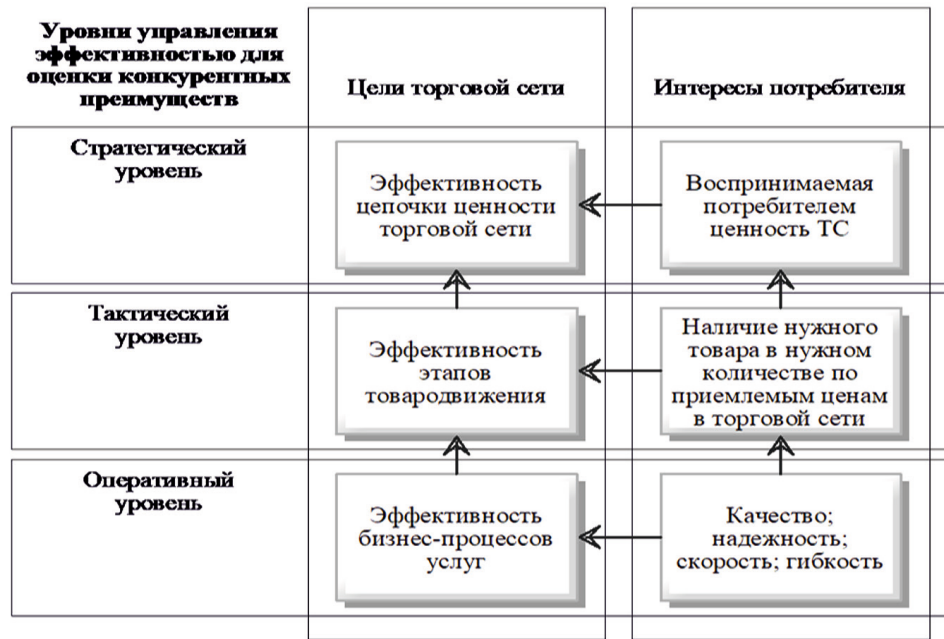 Уровни управления
эффективностью для
оценки конкурентных
преимуществ
Цели торговой сети
Интересы потребителя
Стратегический
уровень
Эффективность
цепочки ценности
торговой сети
Воспринимаемая
потребителем
ценность ТС
Тактический
уровень
Эффективность
этапов
товародвижения
Наличие нужного
товара в нужном
количестве по
приемлемым ценам
в торговой сети
Оперативный
уровень
Эффективность
бизнес-процессов
услуг
Качество;
надежность;
скорость; гибкость